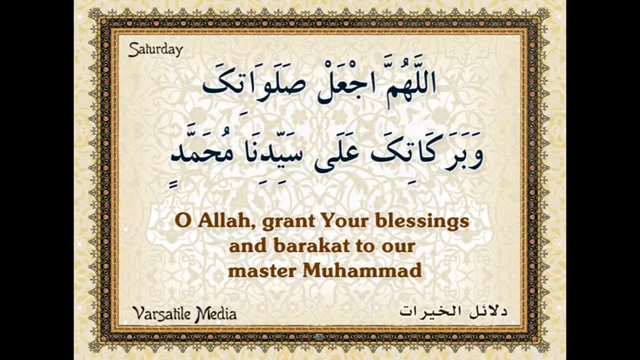 Saturday
اللَّهُمَّ اجْعَلْ صَلَوَاتِكَ
وَبَرَكَاتِكَ عَلَى سَيِّدِنَا مُحَمَّدٍ
O Allah, grant Your blessings
and barakat to our
master Muhammad
Varsatile Media
دلائل الخيرات